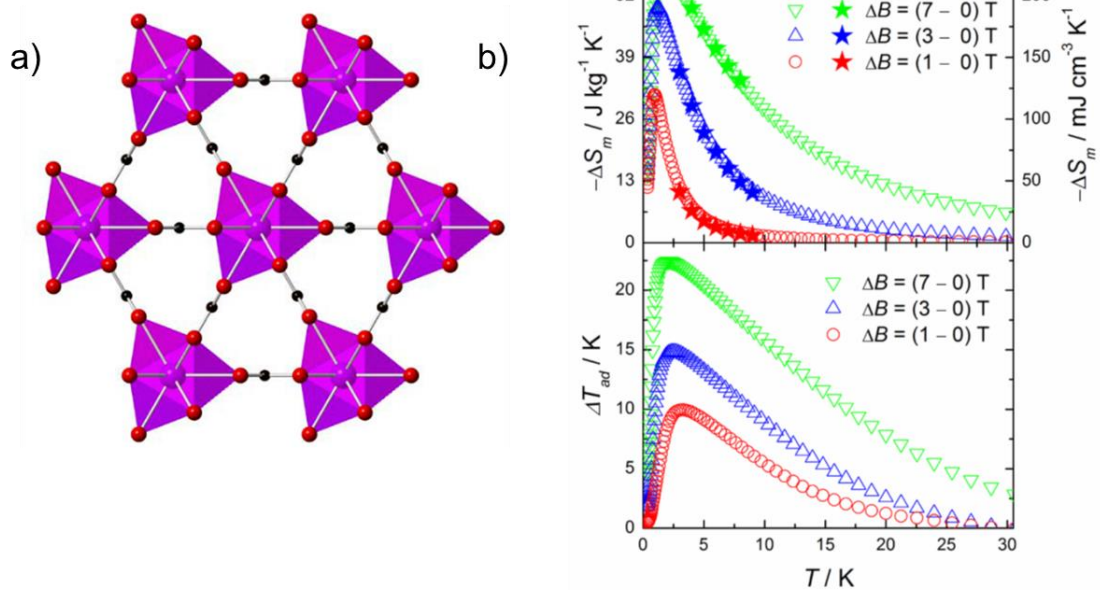 a)
b)
ΔB = (7 – 0) T
ΔB = (3 – 0) T
ΔB = (1 – 0) T
39
26
13
0
–ΔSm / J kg⁻¹ K⁻¹
150
100
50
0
–ΔSm / mJ cm⁻³ K⁻¹
ΔB = (7 – 0) T
ΔB = (3 – 0) T
ΔB = (1 – 0) T
20
15
10
5
0
ΔTad / K
0 5 10 15 20 25 30
T / K